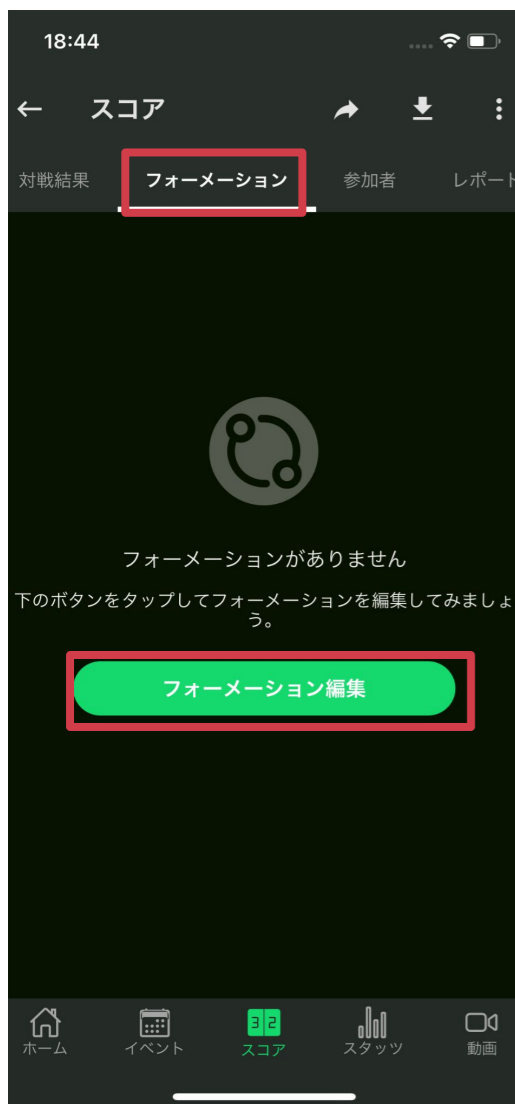 18:44
スコア
対戦結果 フォーメーション 参加者 レポート
フォーメーションがありません
下のボタンをタップしてフォーメーションを編集してみましょ
う。
フォーメーション編集
32
ホーム イベント スコア スタッツ 動画